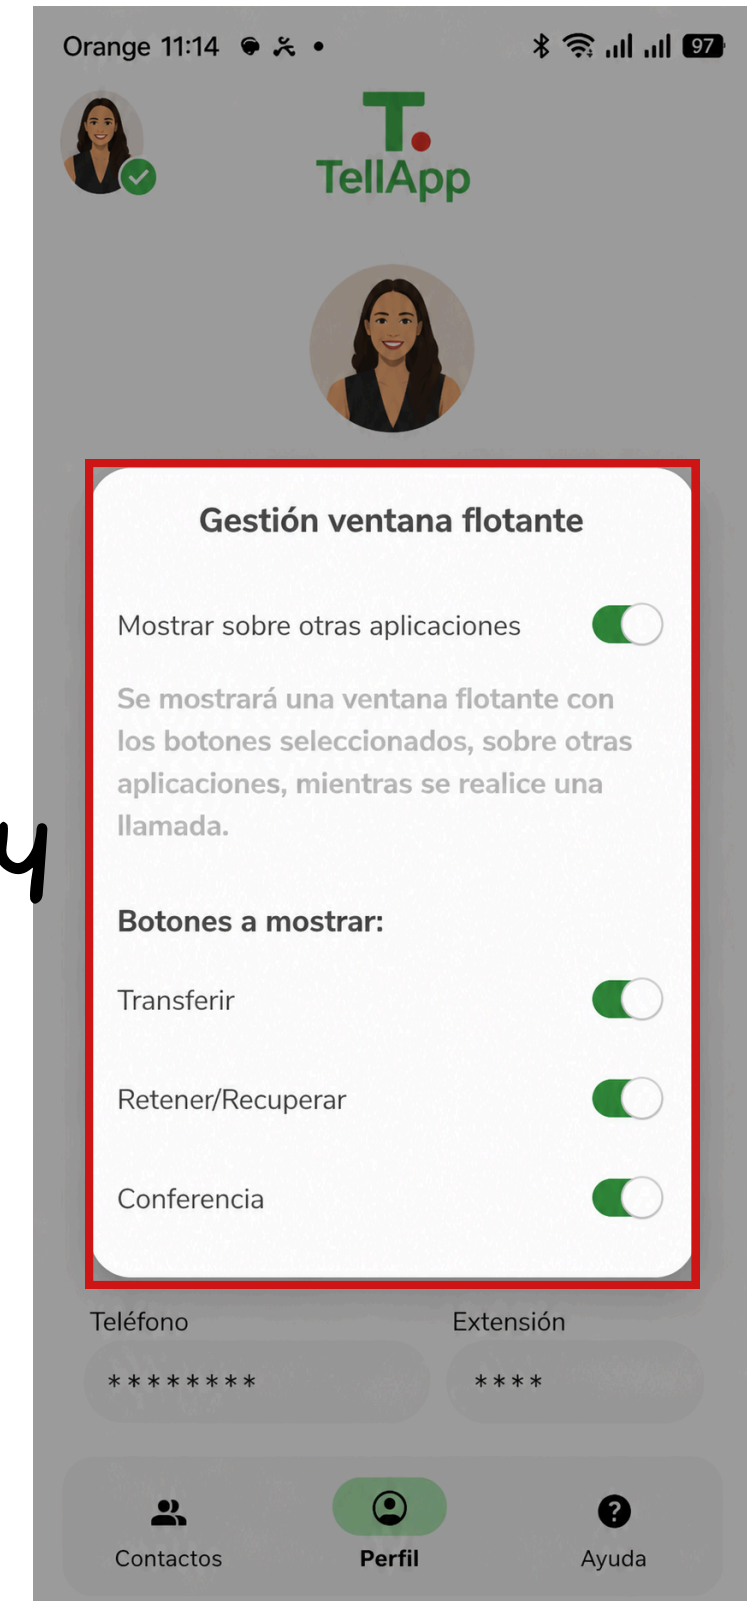 Orange 11:14
97
T.
TellApp
Gestión ventana flotante
Mostrar sobre otras aplicaciones
Se mostrará una ventana flotante con
los botones seleccionados, sobre otras
aplicaciones, mientras se realice una
llamada.
y
Botones a mostrar:
Transferir
Retener/Recuperar
Conferencia
Teléfono Extensión
******** ****
Contactos Perfil Ayuda